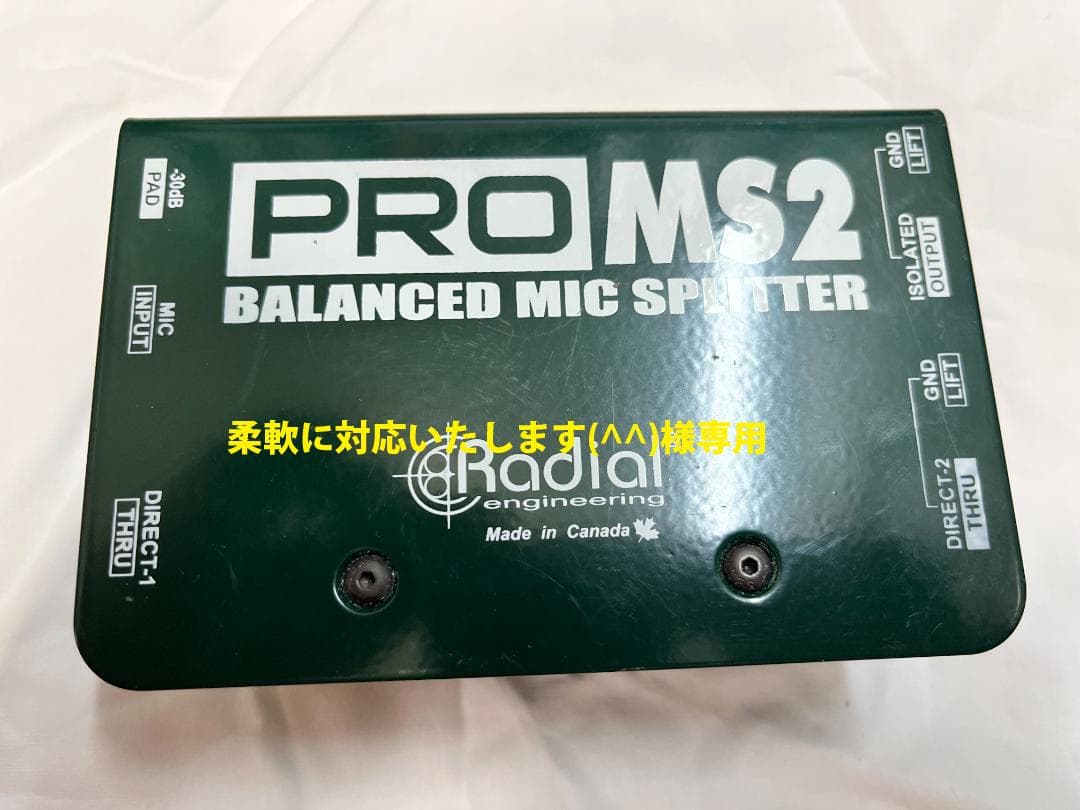 PRO MS2
BALANCED MIC SPLITTER
-30dB
PAD
MIC
INPUT
DIRECT-1
THRU
GND
LIFT
ISOLATED
OUTPUT
GND
LIFT
DIRECT-2
THRU
柔軟に対応いたします(^^)様専用
Radial
engineering
Made in Canada